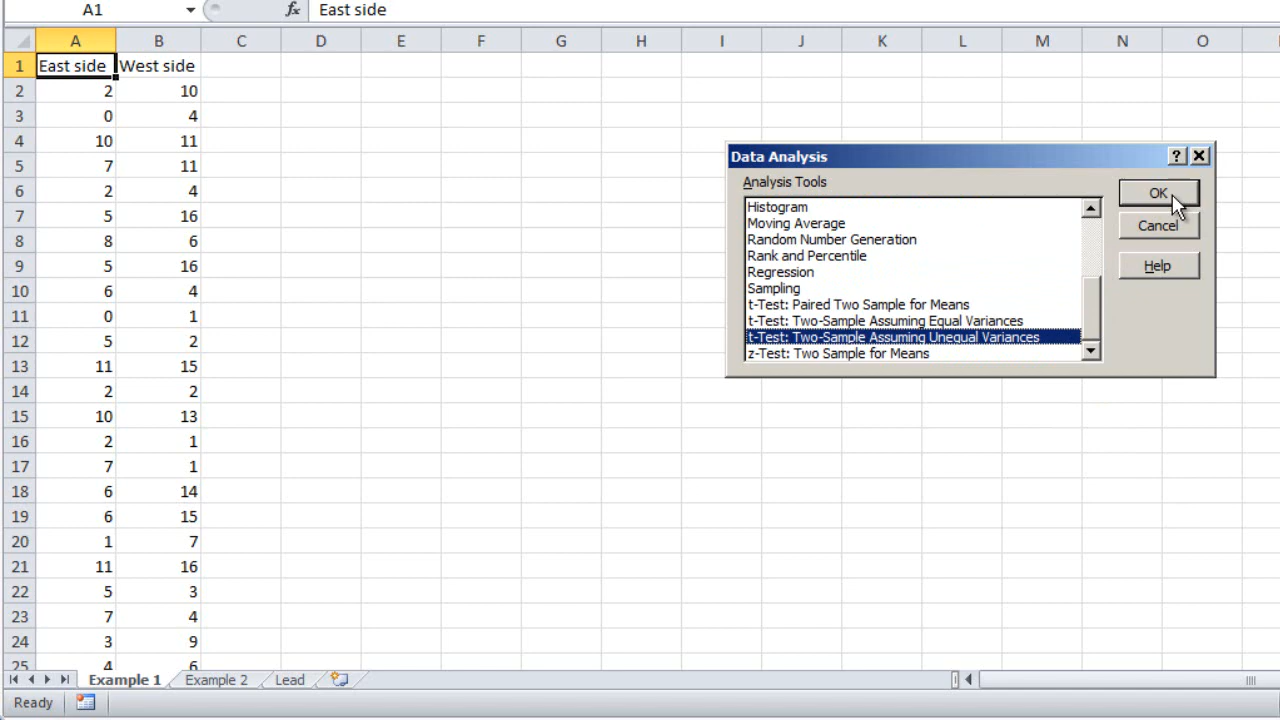 A1 fx East side
A B C D E F G H I J K L M N O
1 East side West side
2 2 10
3 0 4
4 10 11
5 7 11
6 2 4
7 5 16
8 8 6
9 5 16
10 6 4
11 0 1
12 5 2
13 11 15
14 2 2
15 10 13
16 2 1
17 7 1
18 6 14
19 6 15
20 1 7
21 11 16
22 5 3
23 7 4
24 3 9
25 4 6
Data Analysis
Analysis Tools
Histogram
Moving Average
Random Number Generation
Rank and Percentile
Regression
Sampling
t-Test: Paired Two Sample for Means
t-Test: Two-Sample Assuming Equal Variances
t-Test: Two-Sample Assuming Unequal Variances
z-Test: Two Sample for Means
OK
Cancel
Help
Example 1 Example 2 Lead
Ready